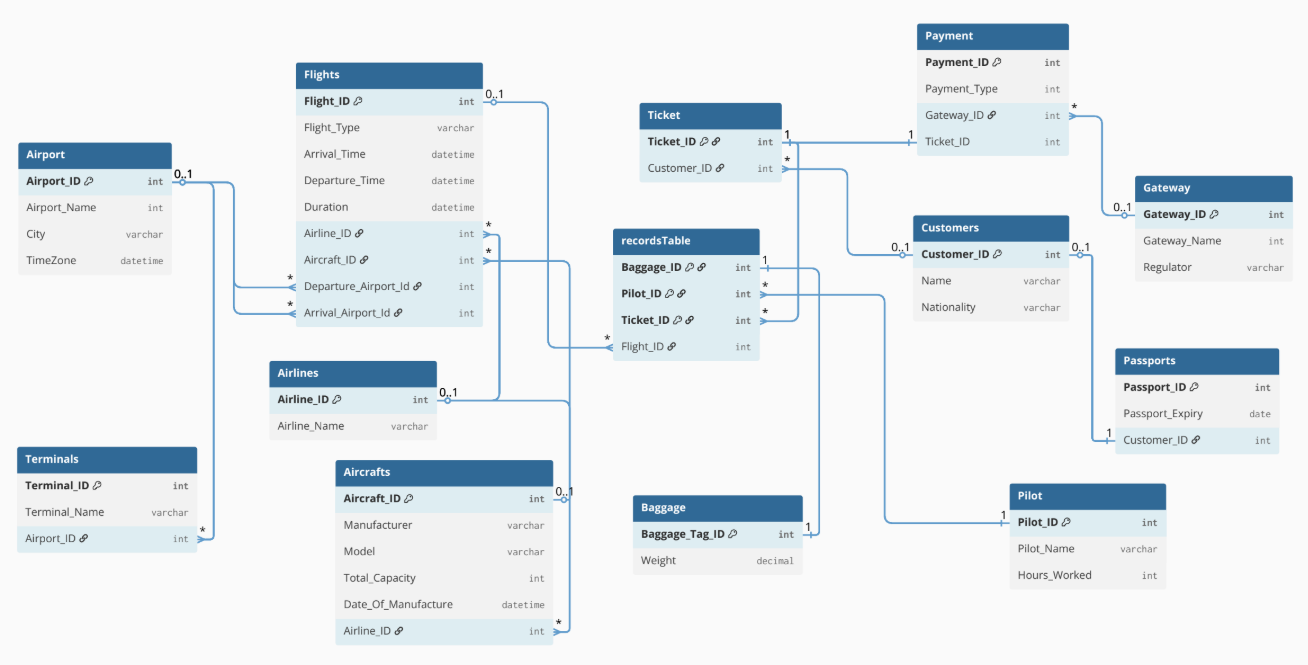 Payment
Payment_ID int
Payment_Type int
Gateway_ID int
Ticket_ID int
*
1
Flights
Flight_ID int
0..1
Flight_Type varchar
Arrival_Time datetime
Departure_Time datetime
Duration datetime
Airline_ID int
*
Aircraft_ID int
*
Departure_Airport_Id int
*
Arrival_Airport_Id int
*
Ticket
Ticket_ID int
1
Customer_ID int
*
Airport
Airport_ID int
0..1
Airport_Name int
City varchar
TimeZone datetime
Gateway
0..1
Gateway_ID int
Gateway_Name int
Regulator varchar
Customers
0..1
Customer_ID int
0..1
Name varchar
Nationality varchar
recordsTable
Baggage_ID int
1
Pilot_ID int
*
Ticket_ID int
*
Flight_ID int
*
Airlines
Airline_ID int
0..1
Airline_Name varchar
Passports
Passport_ID int
Passport_Expiry date
Customer_ID int
1
Terminals
Terminal_ID int
Terminal_Name varchar
Airport_ID int
*
Aircrafts
Aircraft_ID int
0..1
Manufacturer varchar
Model varchar
Total_Capacity int
Date_Of_Manufacture datetime
Airline_ID int
*
Baggage
Baggage_Tag_ID int
1
Weight decimal
Pilot
1
Pilot_ID int
Pilot_Name varchar
Hours_Worked int